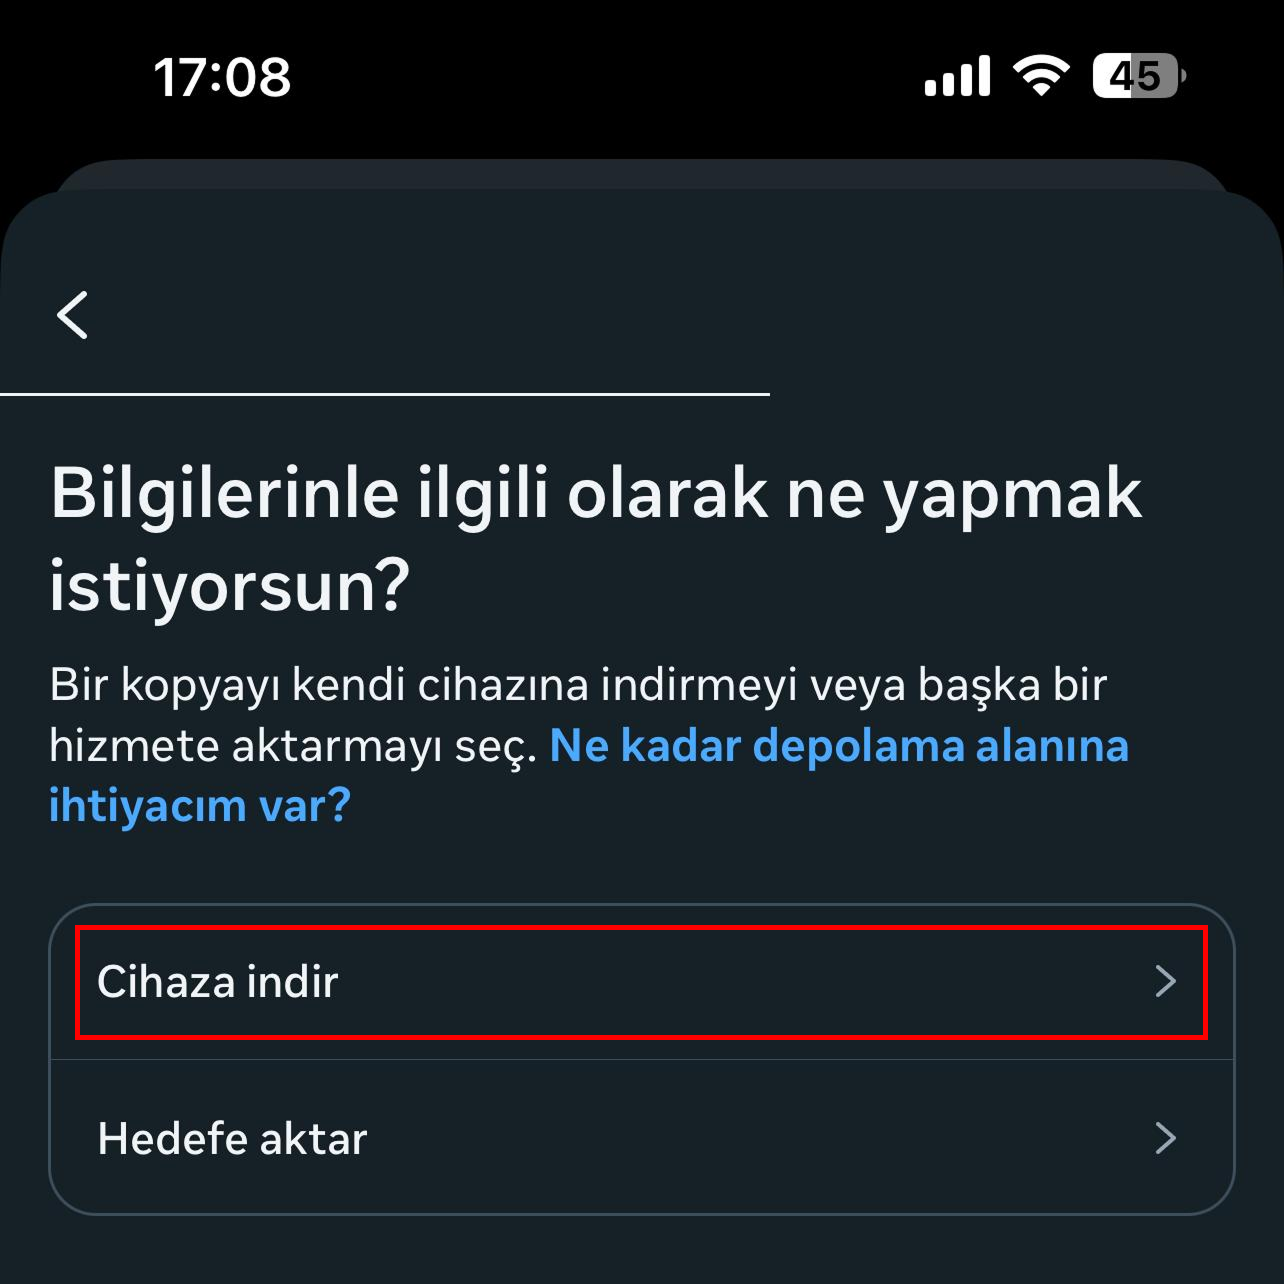 17:08
45
Bilgilerinle ilgili olarak ne yapmak
istiyorsun?
Bir kopyayı kendi cihazına indirmeyi veya başka bir
hizmete aktarmayı seç. Ne kadar depolama alanına
ihtiyacım var?
Cihaza indir
Hedefe aktar